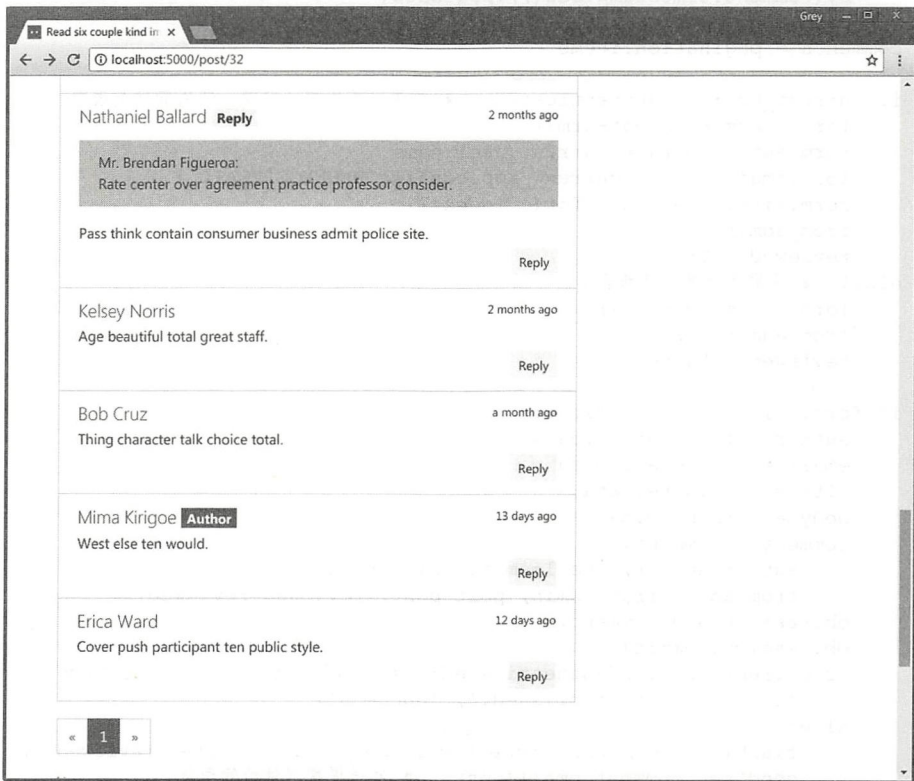 Grey
Read six couple kind in
localhost:5000/post/32
Nathaniel Ballard Reply 2 months ago
Mr. Brendan Figueroa:
Rate center over agreement practice professor consider.
Pass think contain consumer business admit police site.
Reply
Kelsey Norris 2 months ago
Age beautiful total great staff.
Reply
Bob Cruz a month ago
Thing character talk choice total.
Reply
Mima Kirigoe Author 13 days ago
West else ten would.
Reply
Erica Ward 12 days ago
Cover push participant ten public style.
Reply
« 1 »